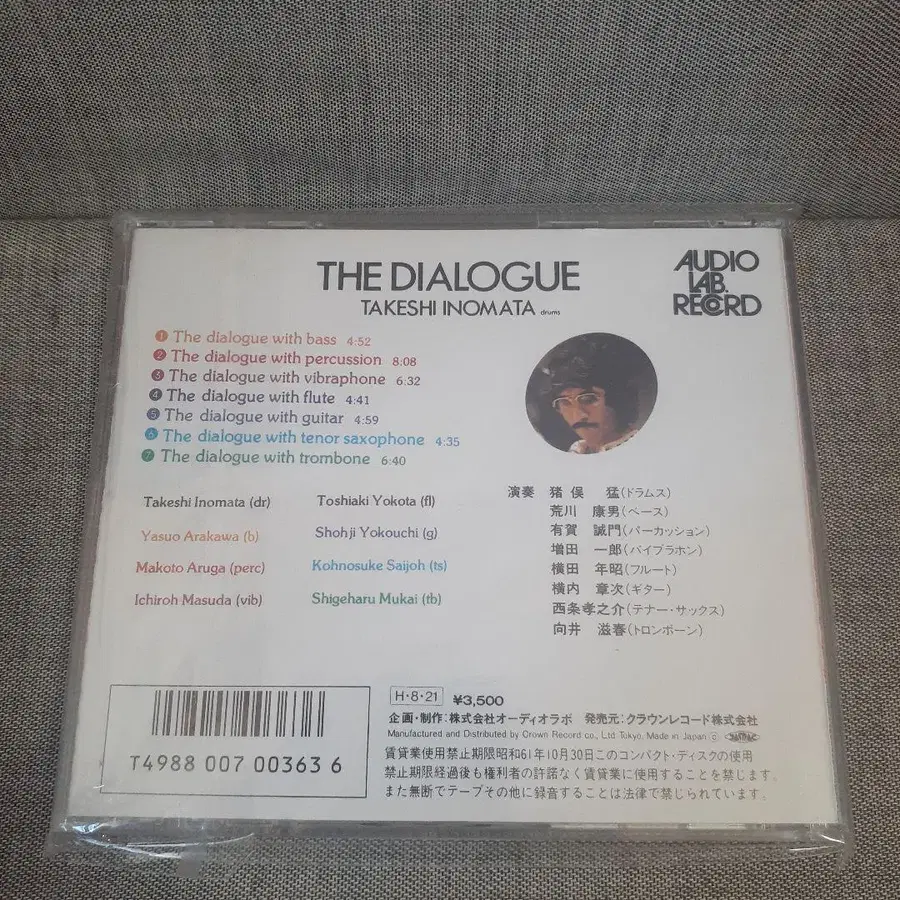 THE DIALOGUE
TAKESHI INOMATA drums
AUDIO
LAB.
RECORD
1 The dialogue with bass 4:52
2 The dialogue with percussion 8:08
3 The dialogue with vibraphone 6:32
4 The dialogue with flute 4:41
5 The dialogue with guitar 4:59
6 The dialogue with tenor saxophone 4:35
7 The dialogue with trombone 6:40
Takeshi Inomata (dr)
Yasuo Arakawa (b)
Makoto Aruga (perc)
Ichiroh Masuda (vib)
Toshiaki Yokota (fl)
Shohji Yokouchi (g)
Kohnosuke Saijoh (ts)
Shigeharu Mukai (tb)
演奏 猪俣 猛(ドラムス)
荒川 康男(ベース)
有賀 誠門(パーカッション)
増田 一郎(バイブラホン)
横田 年昭(フルート)
横内 章次(ギター)
西条孝之介(テナー・サックス)
向井 滋春(トロンボーン)
T4988 007 00363 6
H・8・21 ¥3,500
企画・制作:株式会社オーディオラボ 発売元:クラウンレコード株式会社
Manufactured and Distributed by Crown Record co., Ltd Tokyo, Made in Japan ⓒ
賃貸業使用禁止期限昭和61年10月30日このコンパクト・ディスクの使用
禁止期限経過後も権利者の許諾なく賃貸業に使用することを禁じます。
また無断でテープその他に録音することは法律で禁じられています。